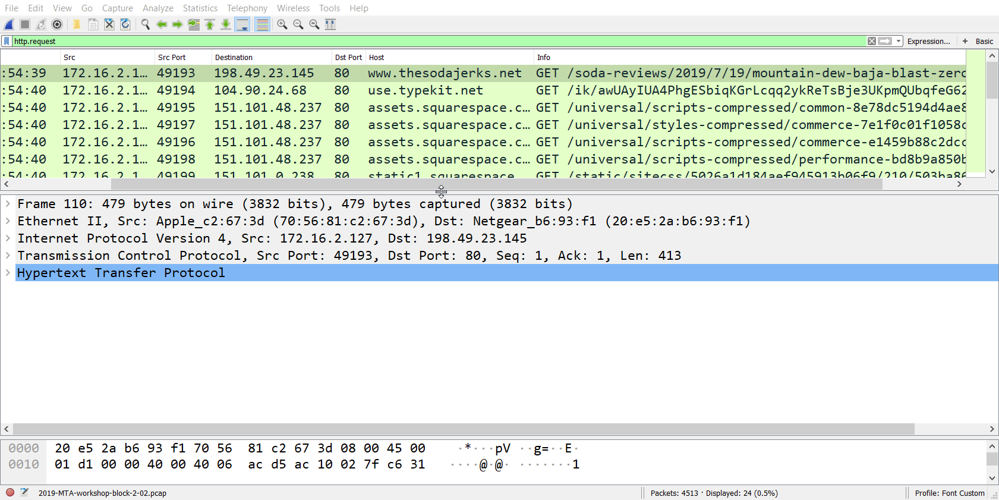 File Edit View Go Capture Analyze Statistics Telephony Wireless Tools Help
http.request Expression... + Basic
Src Src Port Destination Dst Port Host Info
:54:39 172.16.2.1… 49193 198.49.23.145 80 www.thesodajerks.net GET /soda-reviews/2019/7/19/mountain-dew-baja-blast-zero
:54:40 172.16.2.1… 49194 104.90.24.68 80 use.typekit.net GET /ik/awUAyIUA4PhgESbiqKGrLcqq2ykReTsBje3UKpmQUbqfeG62
:54:40 172.16.2.1… 49195 151.101.48.237 80 assets.squarespace.c… GET /universal/scripts-compressed/common-8e78dc5194d4ae8
:54:40 172.16.2.1… 49197 151.101.48.237 80 assets.squarespace.c… GET /universal/styles-compressed/commerce-7e1f0c01f1058c
:54:40 172.16.2.1… 49196 151.101.48.237 80 assets.squarespace.c… GET /universal/scripts-compressed/commerce-e1459b88c2dcc
:54:40 172.16.2.1… 49198 151.101.48.237 80 assets.squarespace.c… GET /universal/scripts-compressed/performance-bd8b9a850b
:54:40 172.16.2.1 49199 151.101.0.238 80 static1.squarespace GET /static/sitecss/5026a1d184aef945913b06f9/210/503ba86
Frame 110: 479 bytes on wire (3832 bits), 479 bytes captured (3832 bits)
Ethernet II, Src: Apple_c2:67:3d (70:56:81:c2:67:3d), Dst: Netgear_b6:93:f1 (20:e5:2a:b6:93:f1)
Internet Protocol Version 4, Src: 172.16.2.127, Dst: 198.49.23.145
Transmission Control Protocol, Src Port: 49193, Dst Port: 80, Seq: 1, Ack: 1, Len: 413
Hypertext Transfer Protocol
0000 20 e5 2a b6 93 f1 70 56 81 c2 67 3d 08 00 45 00 ·*···pV ··g=··E·
0010 01 d1 00 00 40 00 40 06 ac d5 ac 10 02 7f c6 31 ····@·@· ·······1
2019-MTA-workshop-block-2-02.pcap Packets: 4513 · Displayed: 24 (0.5%) Profile: Font Custom